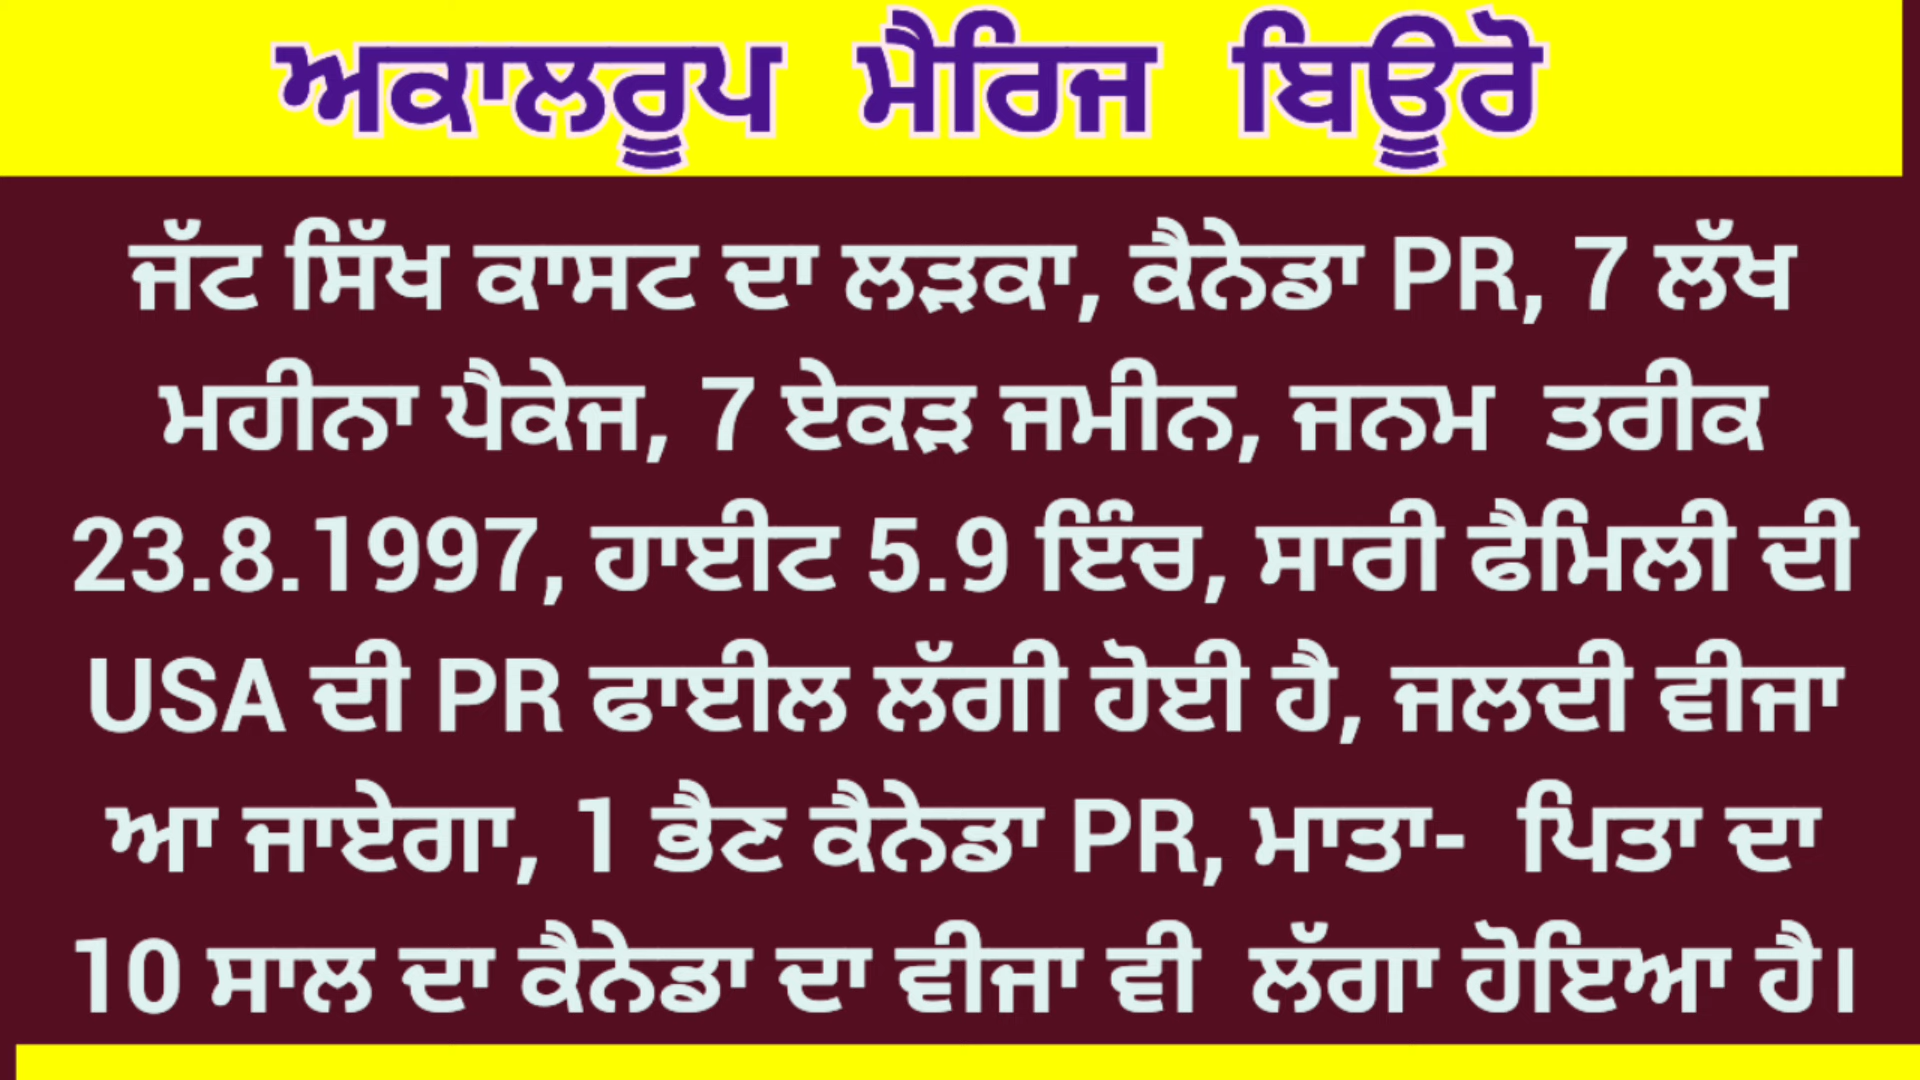 ਅਕਾਲਰੂਪ ਮੈਰਿਜ ਬਿਊਰੋ
ਜੱਟ ਸਿੱਖ ਕਾਸਟ ਦਾ ਲੜਕਾ, ਕੈਨੇਡਾ PR, 7 ਲੱਖ
ਮਹੀਨਾ ਪੈਕੇਜ, 7 ਏਕੜ ਜਮੀਨ, ਜਨਮ ਤਰੀਕ
23.8.1997, ਹਾਈਟ 5.9 ਇੰਚ, ਸਾਰੀ ਫੈਮਿਲੀ ਦੀ
USA ਦੀ PR ਫਾਈਲ ਲੱਗੀ ਹੋਈ ਹੈ, ਜਲਦੀ ਵੀਜਾ
ਆ ਜਾਏਗਾ, 1 ਭੈਣ ਕੈਨੇਡਾ PR, ਮਾਤਾ- ਪਿਤਾ ਦਾ
10 ਸਾਲ ਦਾ ਕੈਨੇਡਾ ਦਾ ਵੀਜਾ ਵੀ ਲੱਗਾ ਹੋਇਆ ਹੈ।